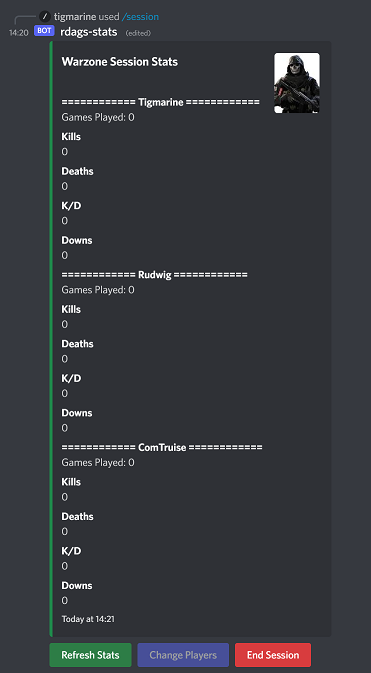 tigmarine used /session
14:20 BOT rdags-stats (edited)
Warzone Session Stats
============ Tigmarine ============
Games Played: 0
Kills
0
Deaths
0
K/D
0
Downs
0
============ Rudwig ============
Games Played: 0
Kills
0
Deaths
0
K/D
0
Downs
0
============ ComTruise ============
Games Played: 0
Kills
0
Deaths
0
K/D
0
Downs
0
Today at 14:21
Refresh Stats Change Players End Session